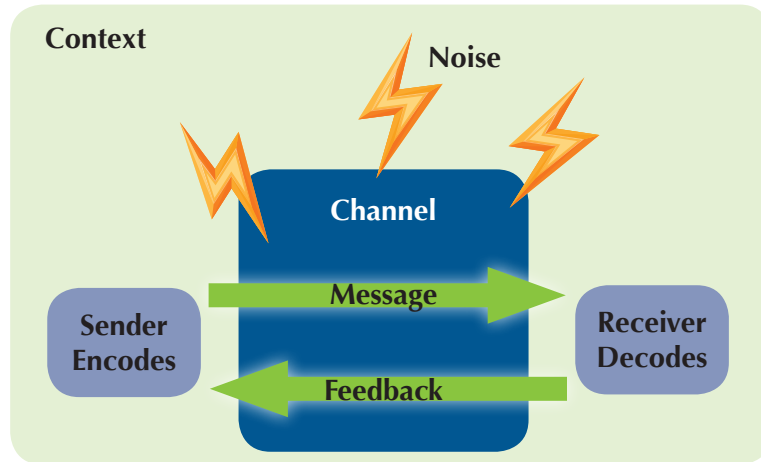 Context
Noise
Channel
Message
Sender
Encodes
Receiver
Decodes
Feedback